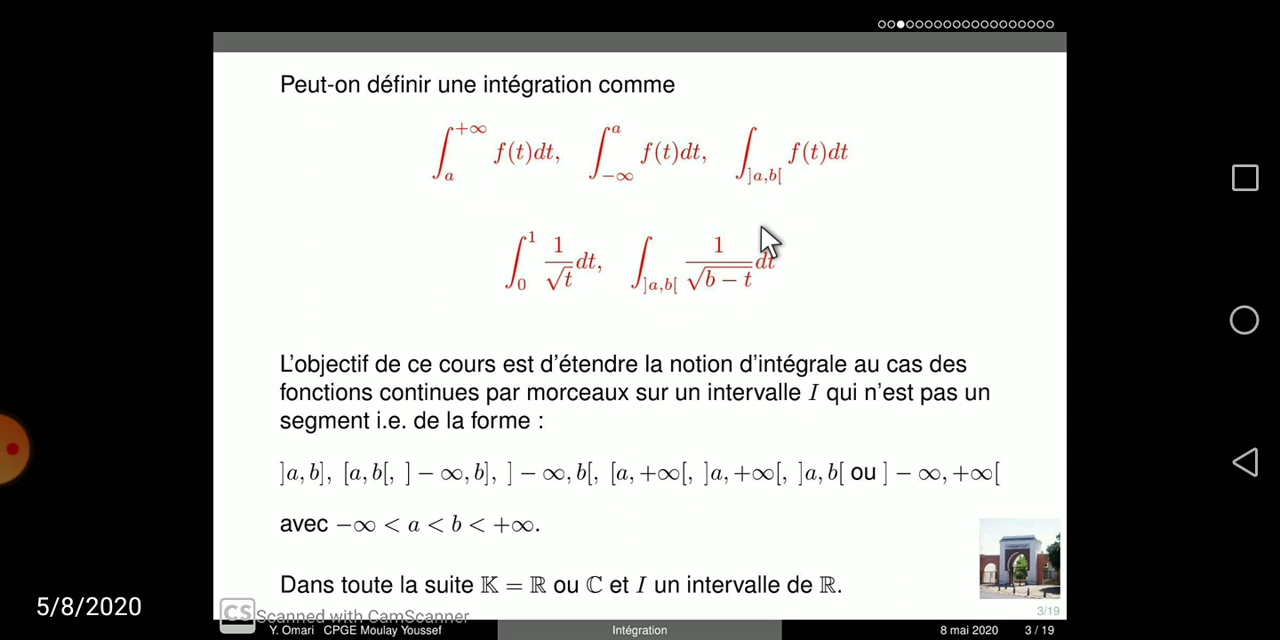 Peut-on définir une intégration comme
∫_a^{+∞} f(t)dt, ∫_{−∞}^a f(t)dt, ∫_{]a,b[} f(t)dt
∫_0^1 1/√t dt, ∫_{]a,b[} 1/√(b − t) dt
L'objectif de ce cours est d'étendre la notion d'intégrale au cas des
fonctions continues par morceaux sur un intervalle I qui n'est pas un
segment i.e. de la forme :
]a, b], [a, b[, ] − ∞, b], ] − ∞, b[, [a, +∞[, ]a, +∞[, ]a, b[ ou ] − ∞, +∞[
avec −∞ < a < b < +∞.
Dans toute la suite 𝕂 = ℝ ou ℂ et I un intervalle de ℝ.
3/19
5/8/2020
CS Scanned with CamScanner
Y. Omari CPGE Moulay Youssef Intégration 8 mai 2020 3 / 19